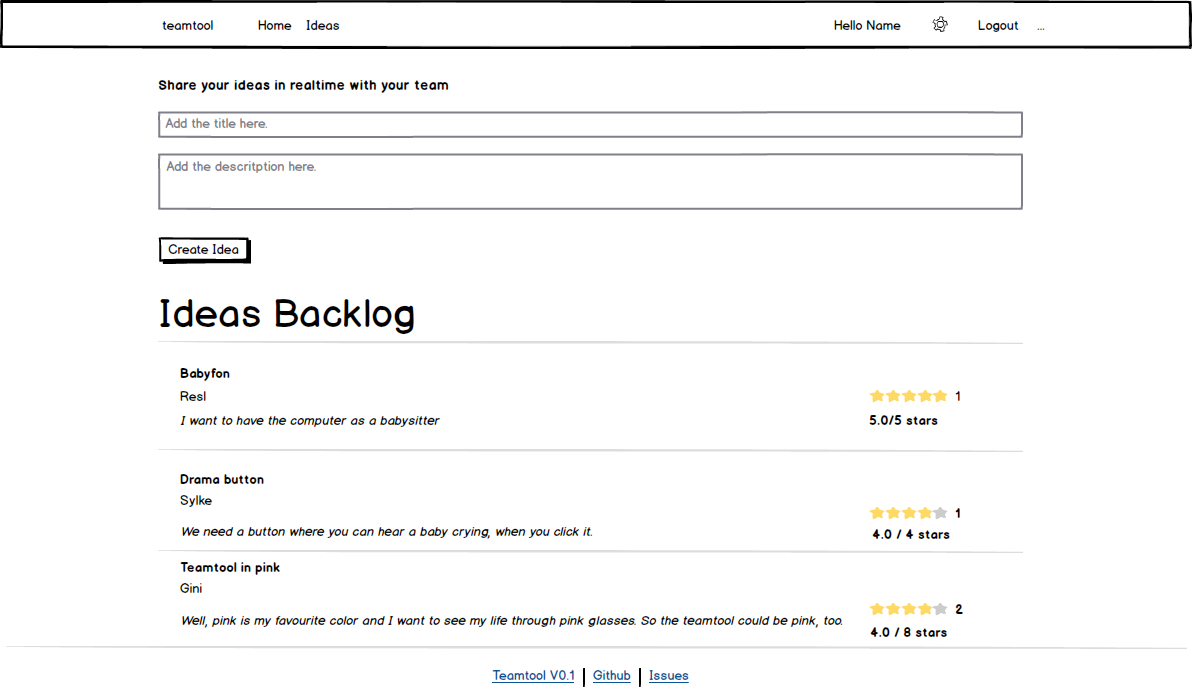 teamtool Home Ideas Hello Name Logout ...
Share your ideas in realtime with your team
Add the title here.
Add the descritption here.
Create Idea
Ideas Backlog
Babyfon
Resl 1
I want to have the computer as a babysitter 5.0/5 stars
Drama button
Sylke 1
We need a button where you can hear a baby crying, when you click it. 4.0 / 4 stars
Teamtool in pink
Gini 2
Well, pink is my favourite color and I want to see my life through pink glasses. So the teamtool could be pink, too. 4.0 / 8 stars
Teamtool V0.1 | Github | Issues